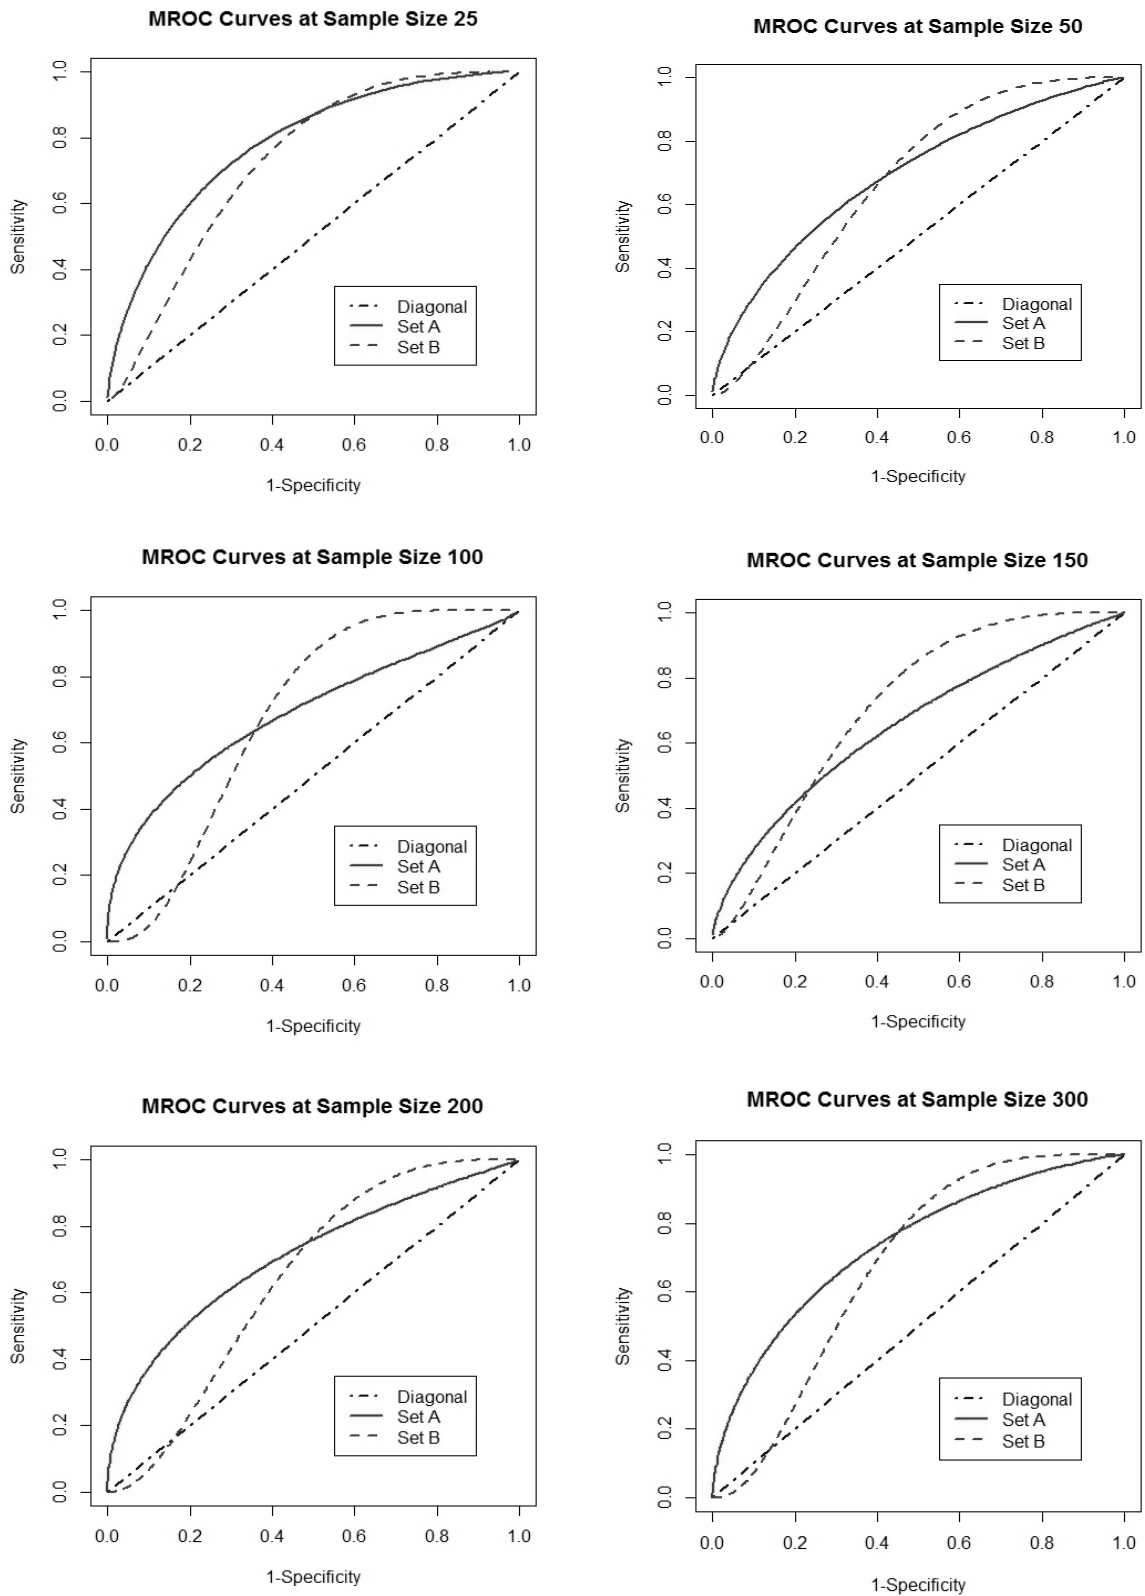 MROC Curves at Sample Size 25
Sensitivity
1.0
0.8
0.6
0.4
0.2
0.0
Diagonal
Set A
Set B
0.0 0.2 0.4 0.6 0.8 1.0
1-Specificity
MROC Curves at Sample Size 50
Sensitivity
1.0
0.8
0.6
0.4
0.2
0.0
Diagonal
Set A
Set B
0.0 0.2 0.4 0.6 0.8 1.0
1-Specificity
MROC Curves at Sample Size 100
Sensitivity
1.0
0.8
0.6
0.4
0.2
0.0
Diagonal
Set A
Set B
0.0 0.2 0.4 0.6 0.8 1.0
1-Specificity
MROC Curves at Sample Size 150
Sensitivity
1.0
0.8
0.6
0.4
0.2
0.0
Diagonal
Set A
Set B
0.0 0.2 0.4 0.6 0.8 1.0
1-Specificity
MROC Curves at Sample Size 200
Sensitivity
1.0
0.8
0.6
0.4
0.2
0.0
Diagonal
Set A
Set B
0.0 0.2 0.4 0.6 0.8 1.0
1-Specificity
MROC Curves at Sample Size 300
Sensitivity
1.0
0.8
0.6
0.4
0.2
0.0
Diagonal
Set A
Set B
0.0 0.2 0.4 0.6 0.8 1.0
1-Specificity